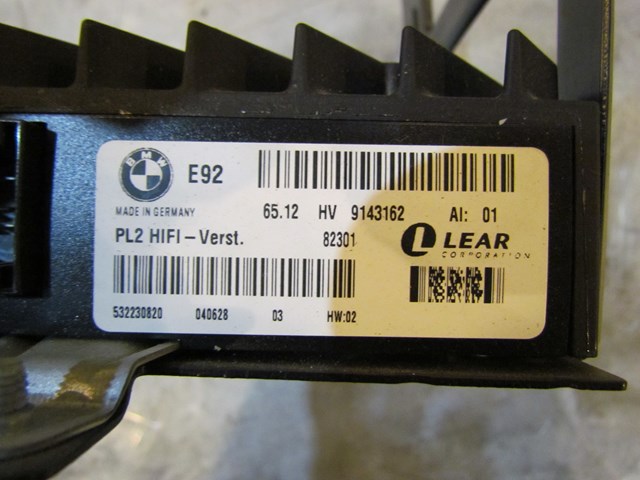 BMW
E92
MADE IN GERMANY
65.12 HV 9143162 AI: 01
PL2 HIFI-Verst. 82301
L LEAR
CORPORATION
532230820 040628 03 HW:02